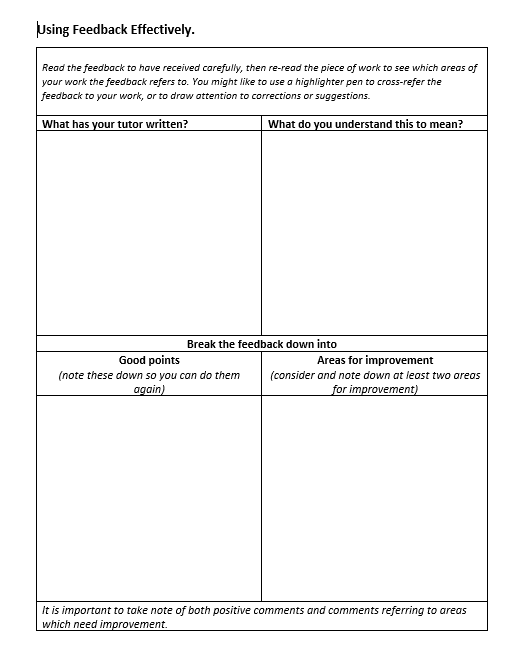 Using Feedback Effectively.
Read the feedback to have received carefully, then re-read the piece of work to see which areas of
your work the feedback refers to. You might like to use a highlighter pen to cross-refer the
feedback to your work, or to draw attention to corrections or suggestions.
What has your tutor written?
What do you understand this to mean?
Break the feedback down into
Good points
(note these down so you can do them
again)
Areas for improvement
(consider and note down at least two areas
for improvement)
It is important to take note of both positive comments and comments referring to areas
which need improvement.